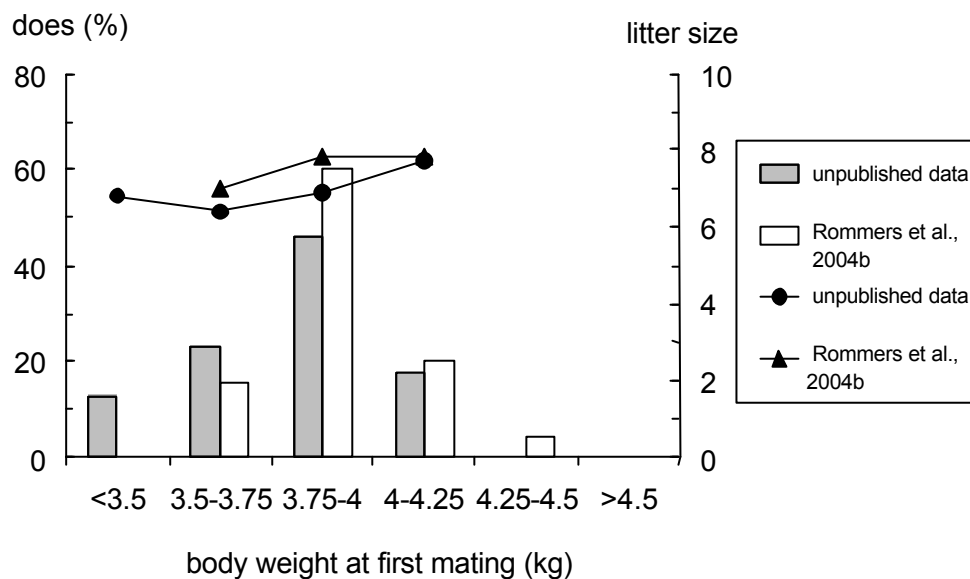 does (%)
litter size
80
60
40
20
0
10
8
6
4
2
0
<3.5 3.5-3.75 3.75-4 4-4.25 4.25-4.5 >4.5
body weight at first mating (kg)
unpublished data
Rommers et al.,
2004b
unpublished data
Rommers et al.,
2004b